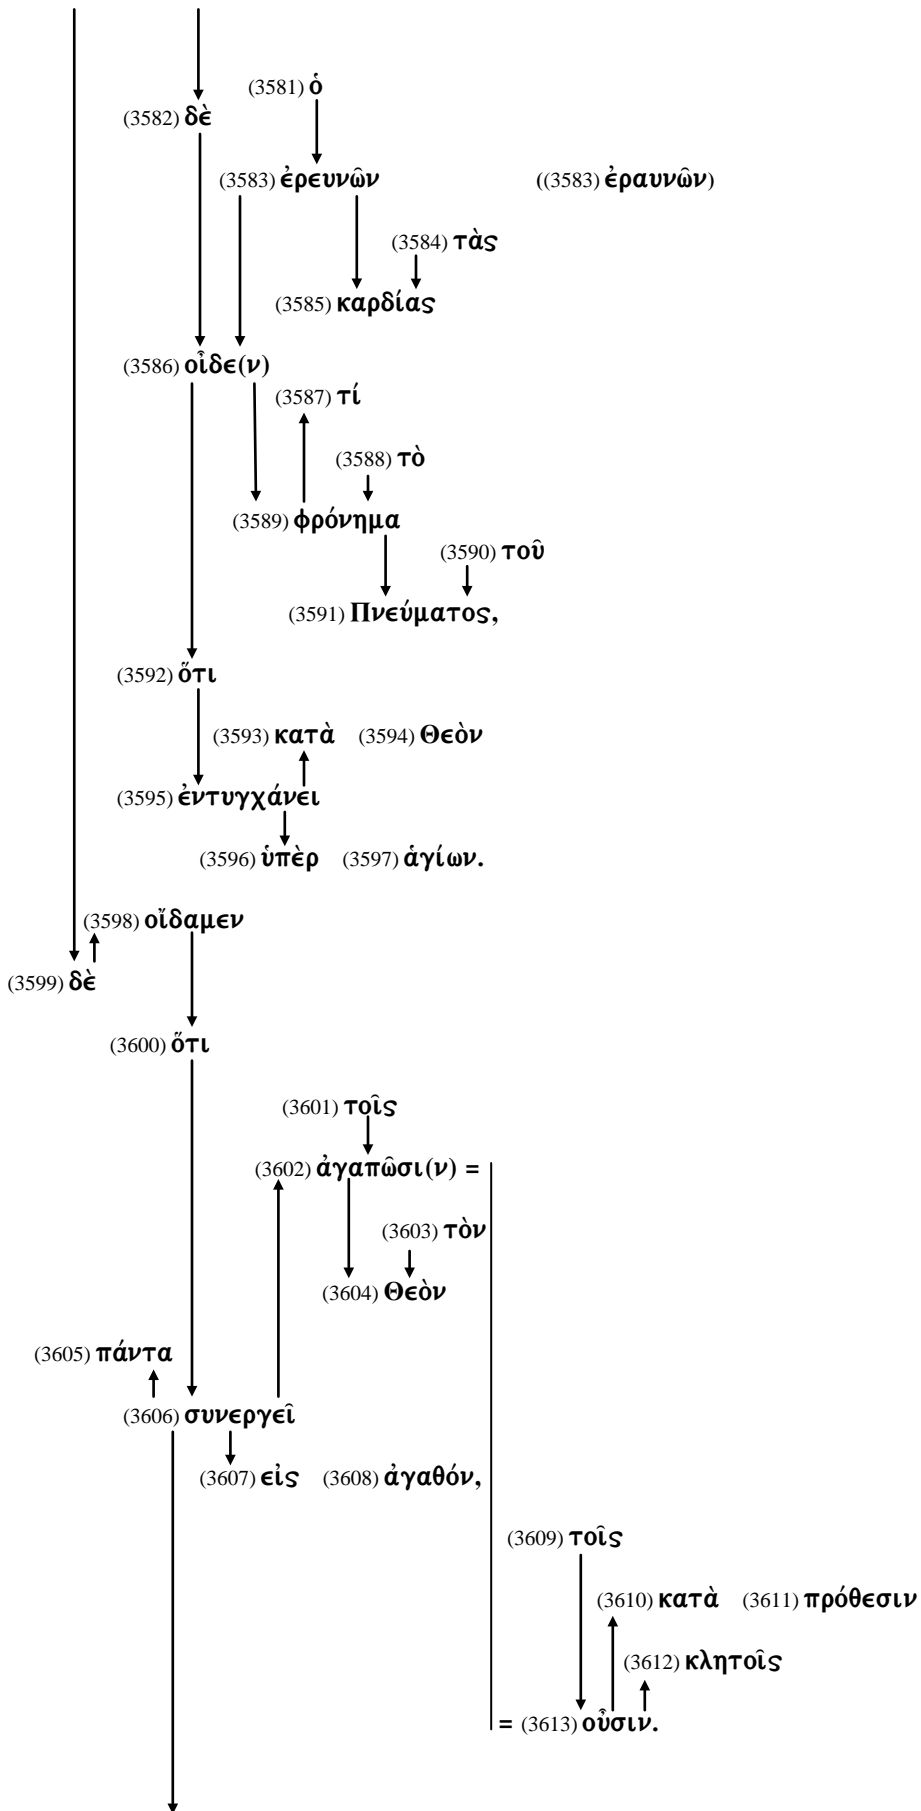 (3581) ὁ
(3582) δὲ
(3583) ἐρευνῶν ((3583) ἐραυνῶν)
(3584) τὰς
(3585) καρδίας
(3586) οἶδε(ν)
(3587) τί
(3588) τὸ
(3589) φρόνημα
(3590) τοῦ
(3591) Πνεύματος,
(3592) ὅτι
(3593) κατὰ (3594) Θεὸν
(3595) ἐντυγχάνει
(3596) ὑπὲρ (3597) ἁγίων.
(3598) οἴδαμεν
(3599) δὲ
(3600) ὅτι
(3601) τοῖς
(3602) ἀγαπῶσι(ν) =
(3603) τὸν
(3604) Θεὸν
(3605) πάντα
(3606) συνεργεῖ
(3607) εἰς (3608) ἀγαθόν,
(3609) τοῖς
(3610) κατὰ (3611) πρόθεσιν
(3612) κλητοῖς
= (3613) οὖσιν.